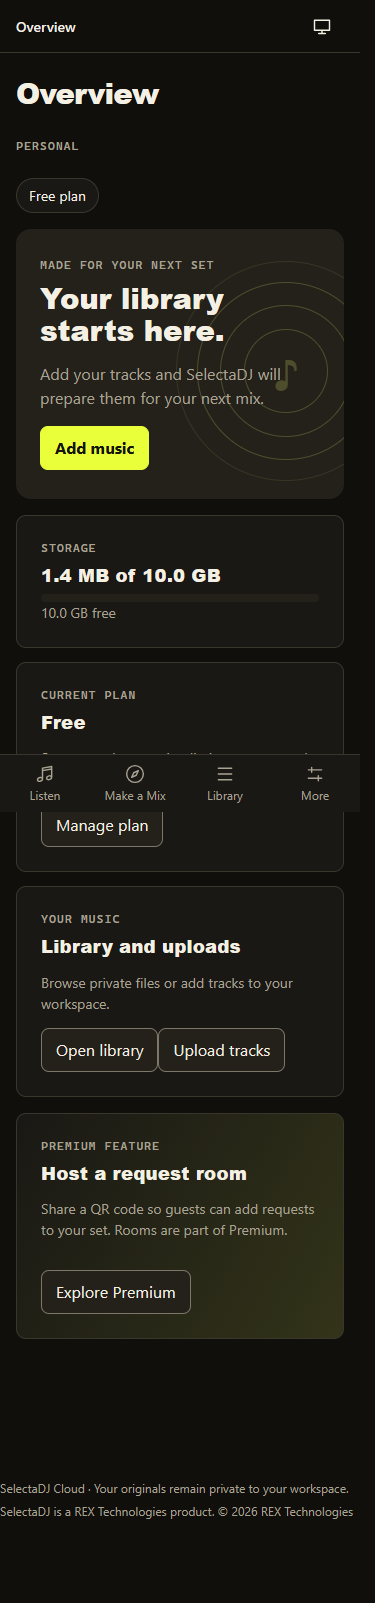 Overview
Overview
PERSONAL
Free plan
MADE FOR YOUR NEXT SET
Your library
starts here.
Add your tracks and SelectaDJ will
prepare them for your next mix.
Add music
STORAGE
1.4 MB of 10.0 GB
10.0 GB free
CURRENT PLAN
Free
Listen
Make a Mix
Library
More
Manage plan
YOUR MUSIC
Library and uploads
Browse private files or add tracks to your
workspace.
Open library
Upload tracks
PREMIUM FEATURE
Host a request room
Share a QR code so guests can add requests
to your set. Rooms are part of Premium.
Explore Premium
SelectaDJ Cloud · Your originals remain private to your workspace.
SelectaDJ is a REX Technologies product. © 2026 REX Technologies